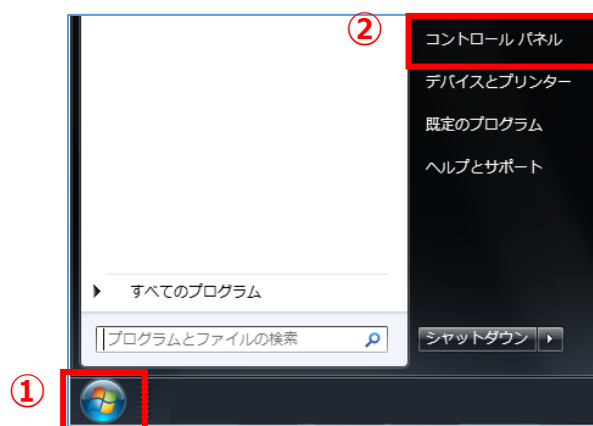 ②
コントロール パネル
デバイスとプリンター
既定のプログラム
ヘルプとサポート
すべてのプログラム
プログラムとファイルの検索
シャットダウン
①